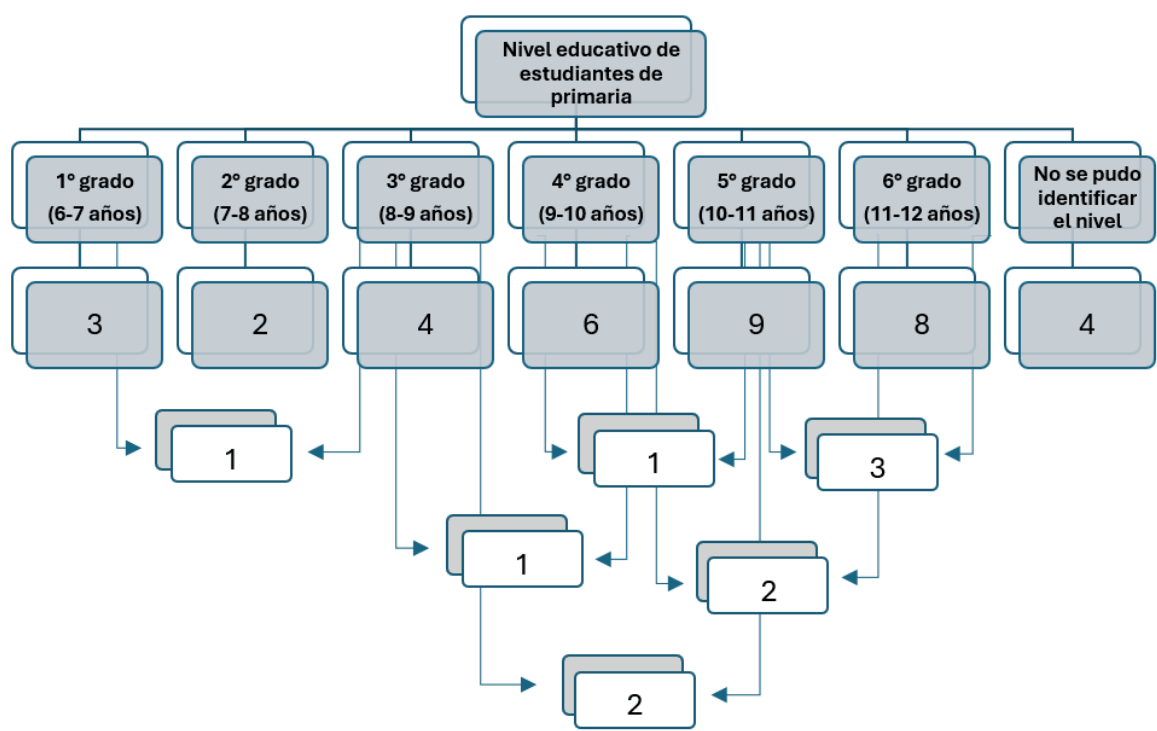 Nivel educativo de
estudiantes de
primaria
1° grado
(6-7 años)
2° grado
(7-8 años)
3° grado
(8-9 años)
4° grado
(9-10 años)
5° grado
(10-11 años)
6° grado
(11-12 años)
No se pudo
identificar
el nivel
3
2
4
6
9
8
4
1
1
3
1
2
2